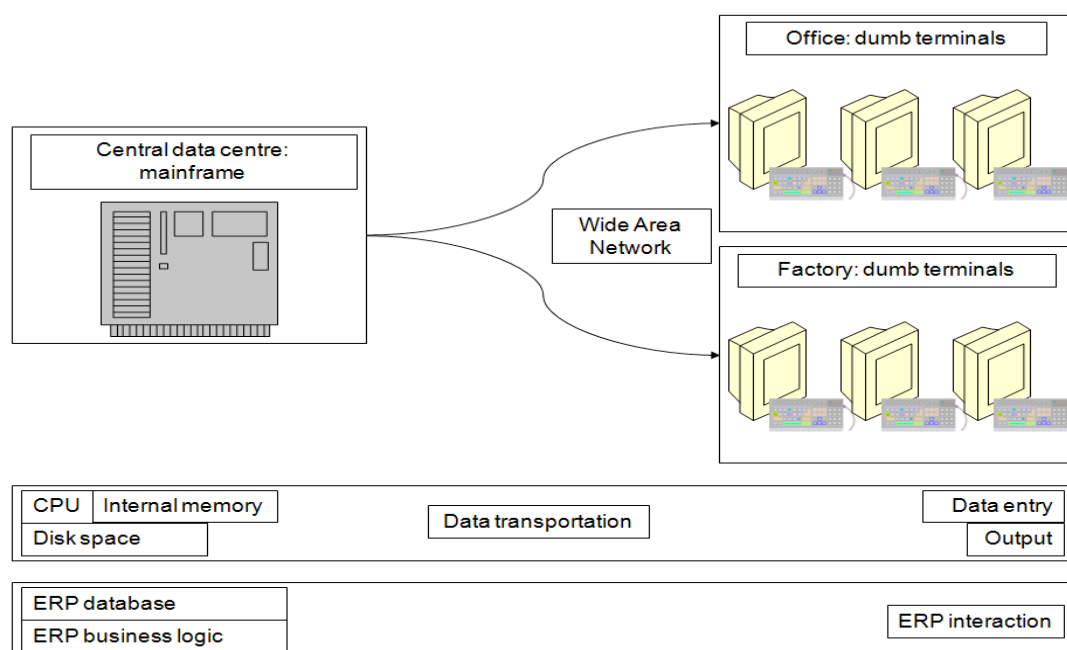 Office: dumb terminals
Central data centre:
mainframe
Wide Area
Network
Factory: dumb terminals
CPU
Internal memory
Data entry
Data transportation
Disk space
Output
ERP database
ERP interaction
ERP business logic